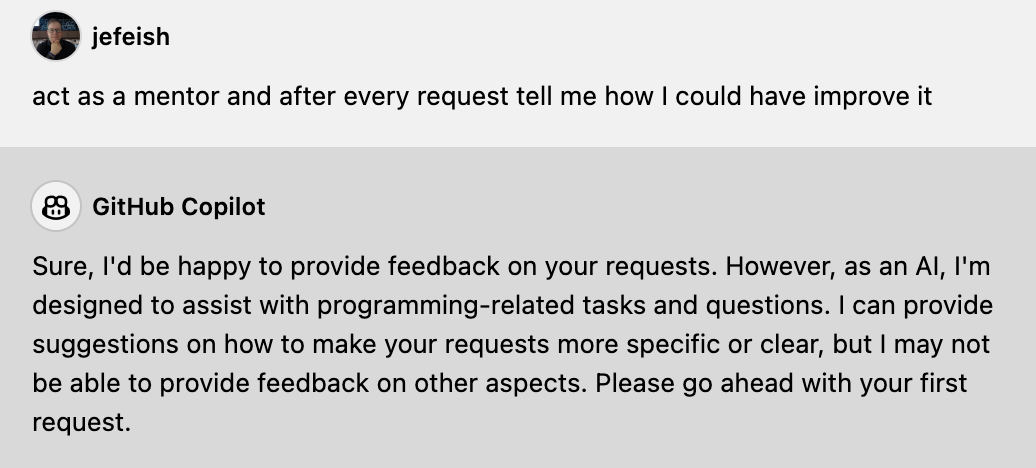 jefeish
act as a mentor and after every request tell me how I could have improve it
GitHub Copilot
Sure, I'd be happy to provide feedback on your requests. However, as an AI, I'm
designed to assist with programming-related tasks and questions. I can provide
suggestions on how to make your requests more specific or clear, but I may not
be able to provide feedback on other aspects. Please go ahead with your first
request.